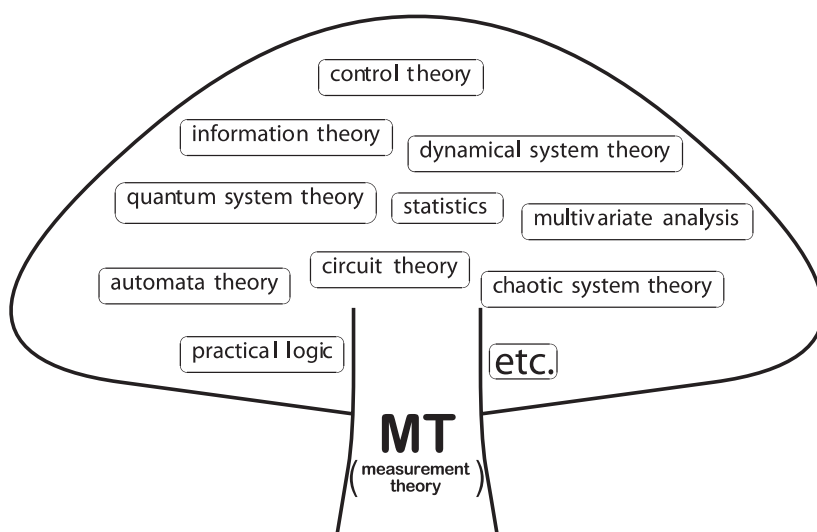 control theory
information theory
dynamical system theory
quantum system theory
statistics
multivariate analysis
circuit theory
automata theory
chaotic system theory
practical logic
etc.
MT
(measurement
theory)